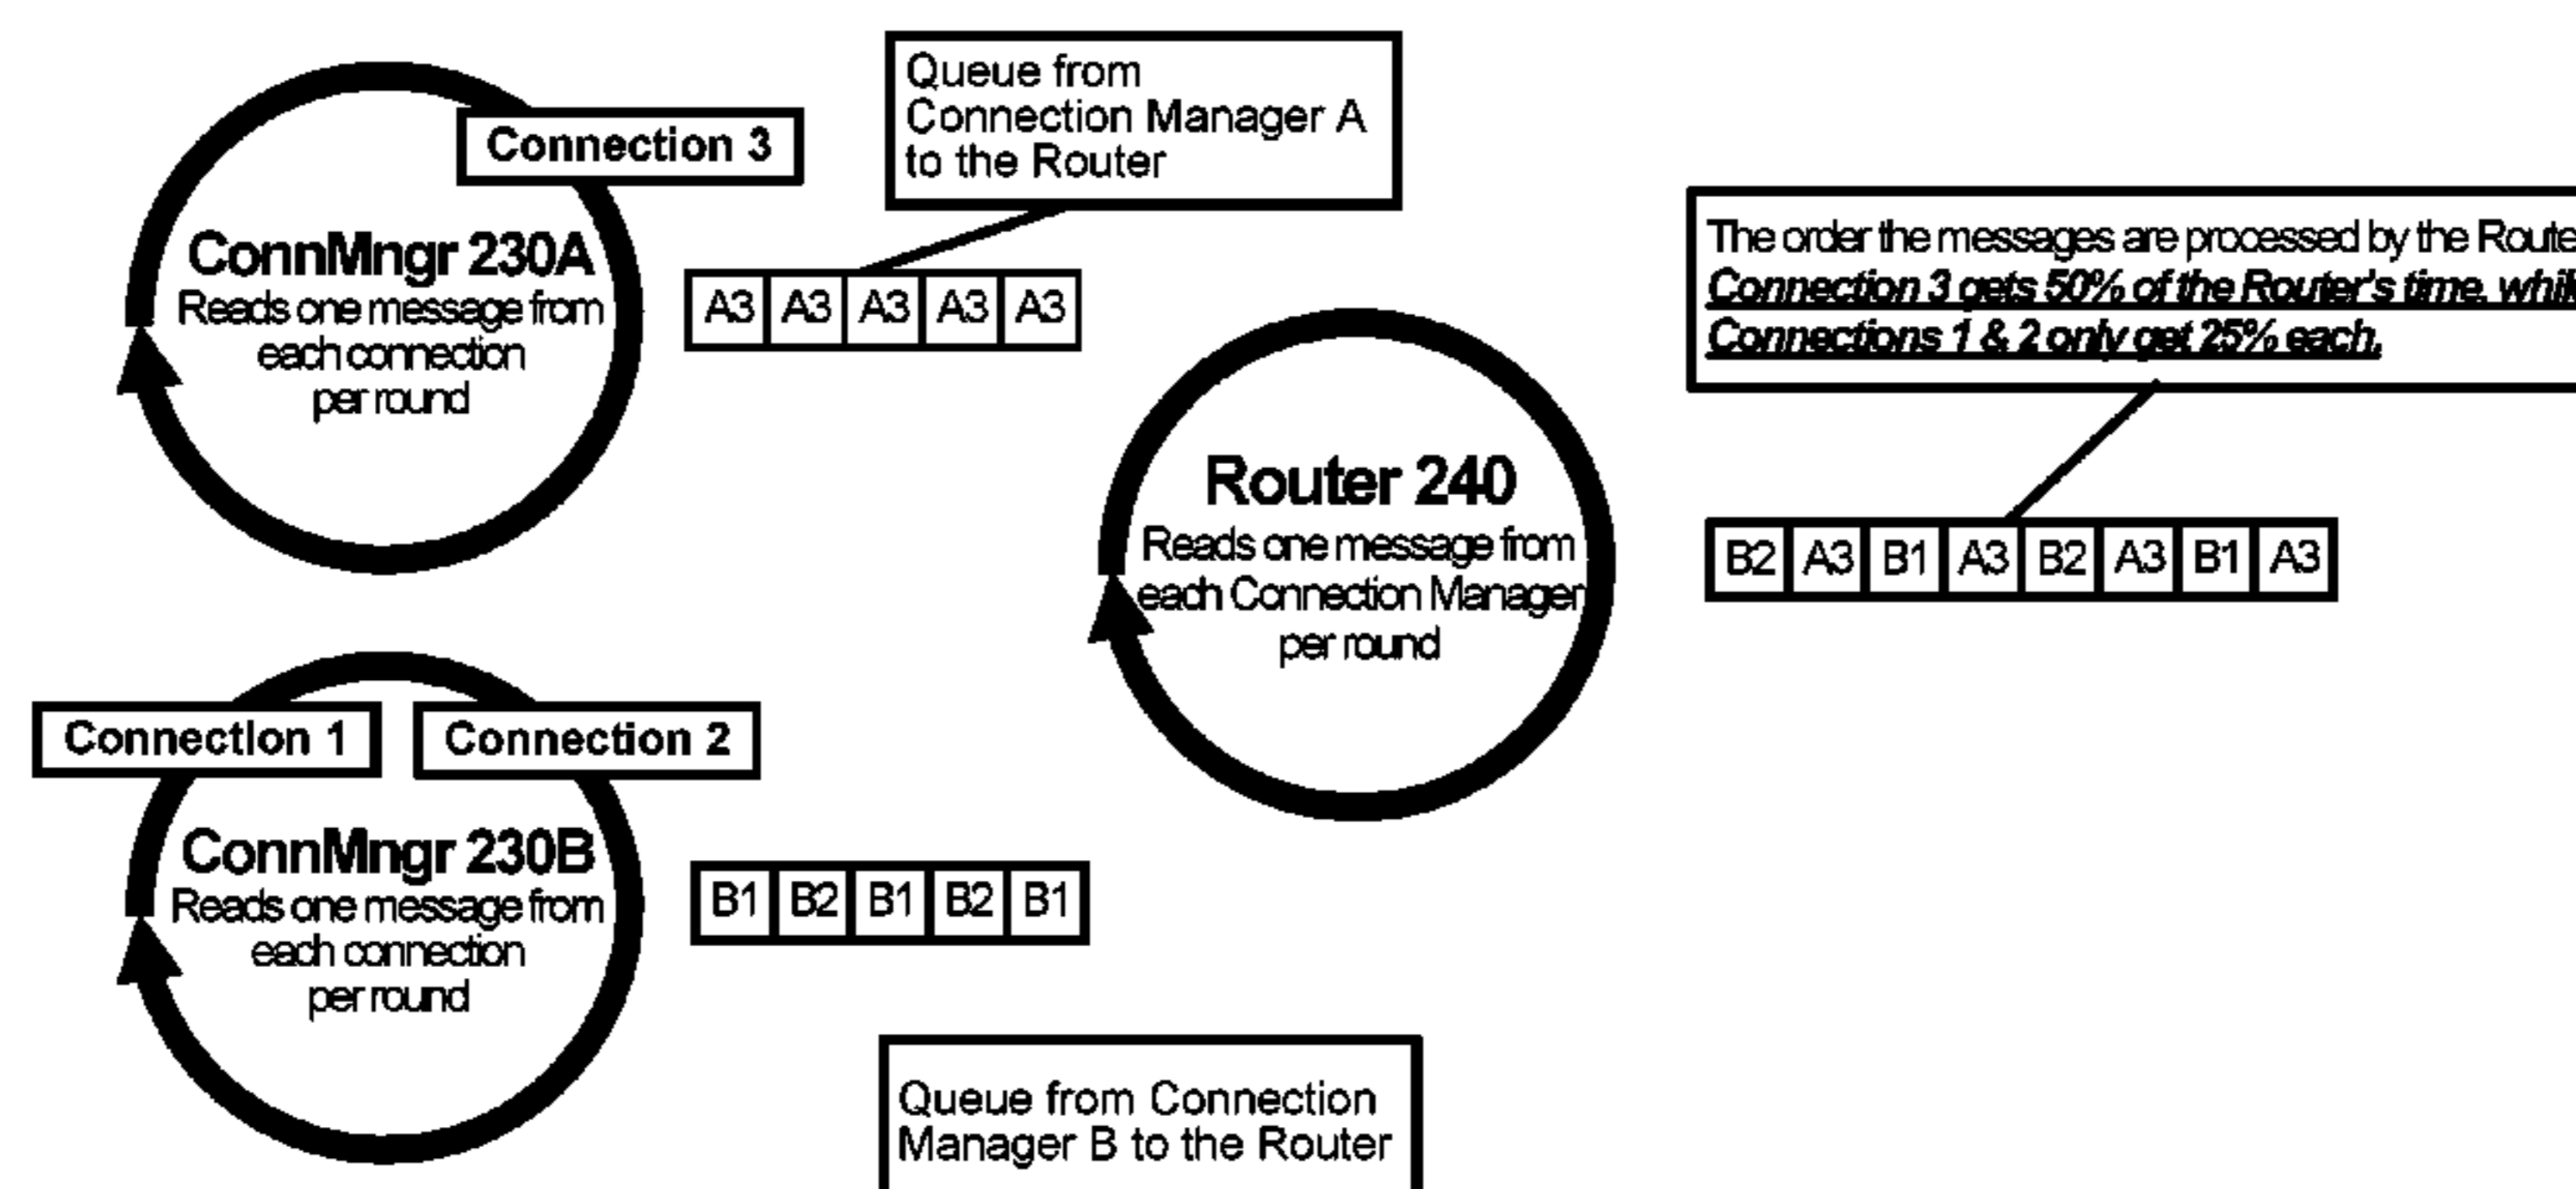 Connection 3
ConnMngr 230A
Reads one message from
each connection
per round
Queue from
Connection Manager A
to the Router
A3 A3 A3 A3 A3
Router 240
Reads one message from
each Connection Manager
per round
The order the messages are processed by the Route
Connection 3 gets 50% of the Router's time, whil
Connections 1 & 2 only get 25% each.
B2 A3 B1 A3 B2 A3 B1 A3
Connection 1
Connection 2
ConnMngr 230B
Reads one message from
each connection
per round
B1 B2 B1 B2 B1
Queue from Connection
Manager B to the Router